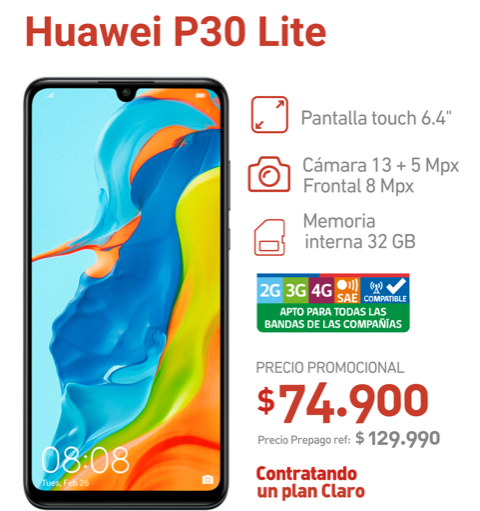 Huawei P30 Lite
Pantalla touch 6.4"
Cámara 13 + 5 Mpx
Frontal 8 Mpx
Memoria
interna 32 GB
2G 3G 4G SAE COMPATIBLE
APTO PARA TODAS LAS
BANDAS DE LAS COMPAÑÍAS
PRECIO PROMOCIONAL
$74.900
Precio Prepago ref: $129.990
Contratando
un plan Claro
08:08
Tues, Feb 26